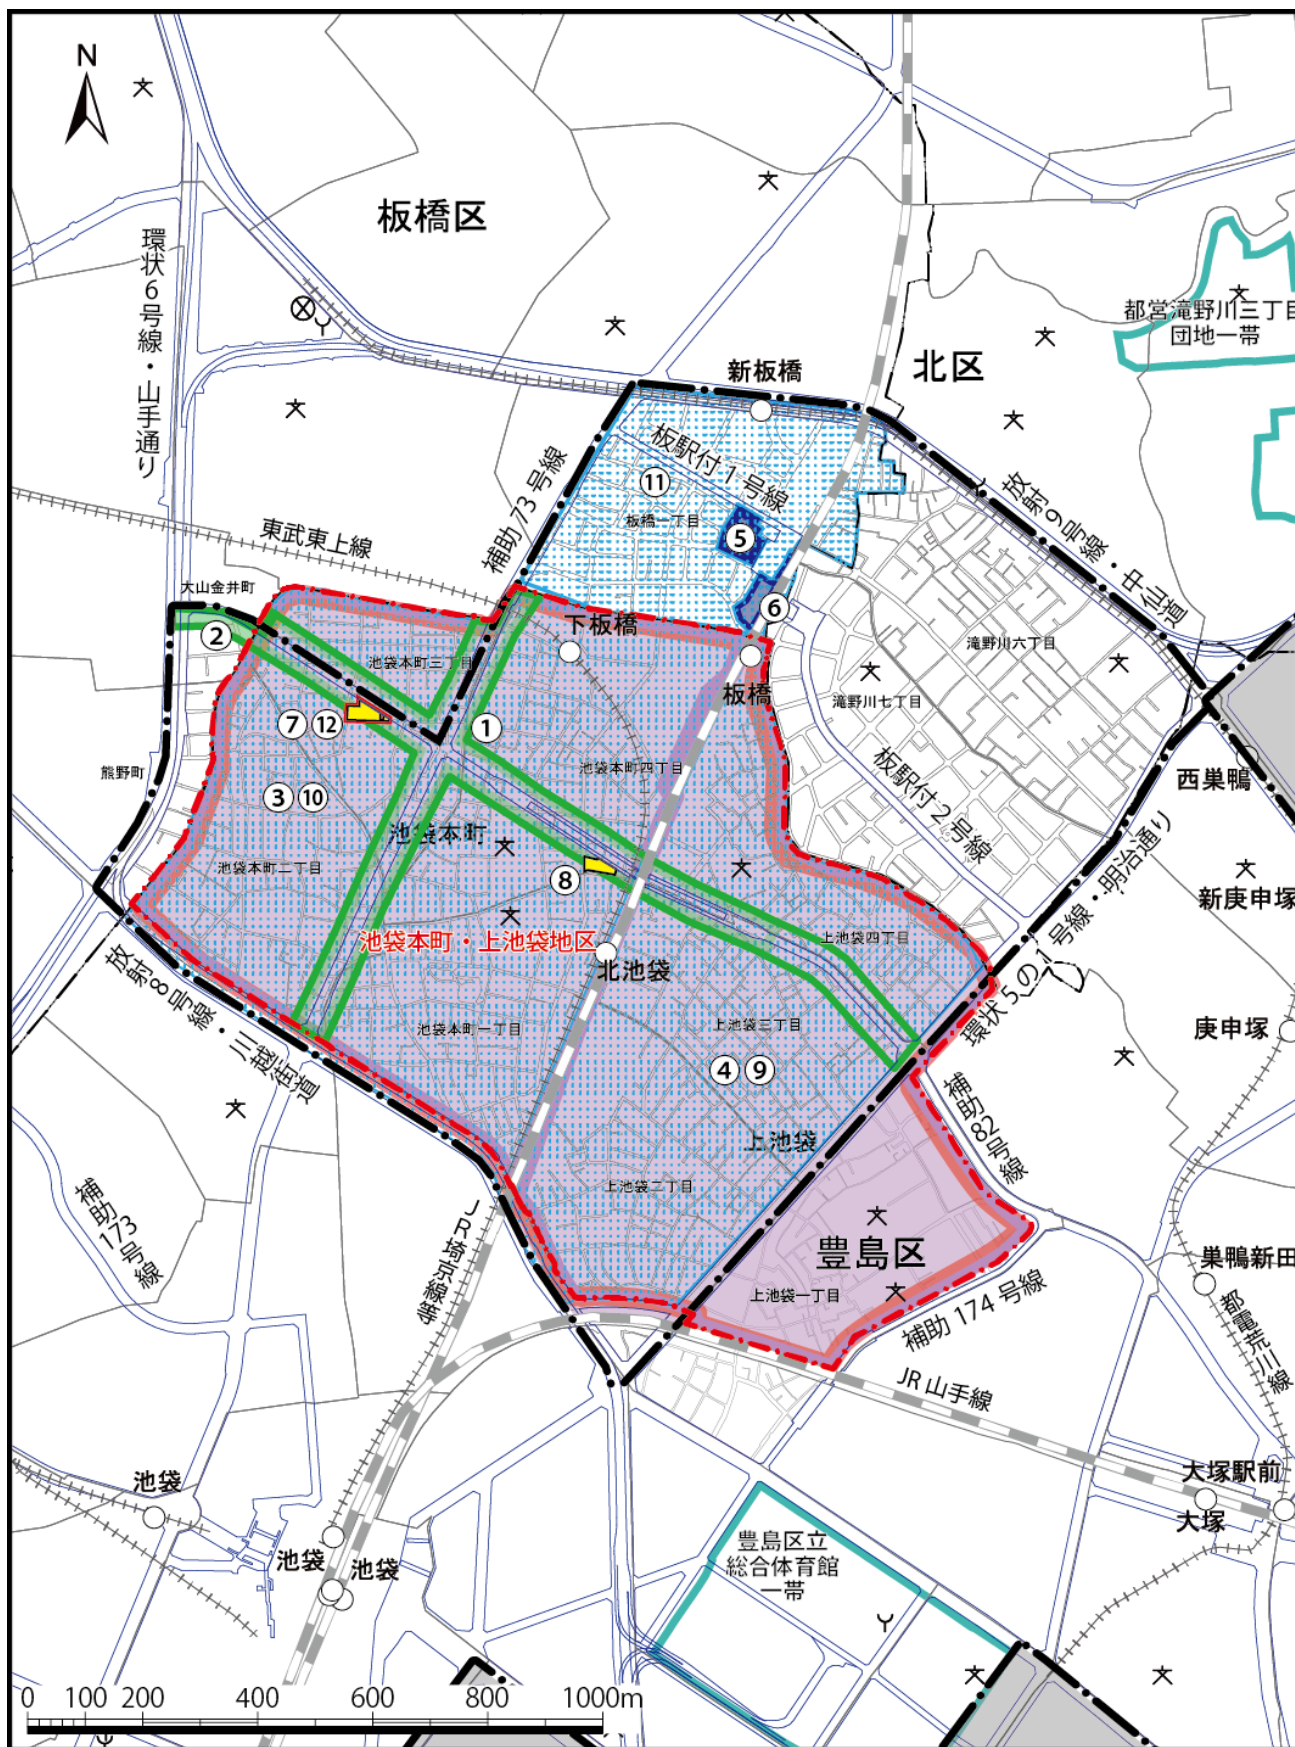 N
板橋区
環状6号線・山手通り
都営滝野川三丁目
団地一帯
北区
新板橋
板駅付1号線
⑪
板橋一丁目
⑤
補助73号線
放射9号線・中仙道
東武東上線
大山金井町
②
⑥
下板橋
滝野川六丁目
池袋本町三丁目
板橋
滝野川七丁目
⑦⑫
①
池袋本町四丁目
板駅付2号線
西巣鴨
熊野町
③⑩
池袋本町
池袋本町二丁目
⑧
新庚申塚
環状5の1号線・明治通り
上池袋四丁目
池袋本町・上池袋地区
北池袋
放射8号線・川越街道
池袋本町一丁目
上池袋三丁目
庚申塚
④⑨
補助82号線
上池袋
上池袋二丁目
補助173号線
JR埼京線等
豊島区
上池袋一丁目
巣鴨新田
補助174号線
都電荒川線
JR山手線
池袋
大塚駅前
大塚
豊島区立
総合体育館
一帯
池袋
池袋
0 100 200 400 600 800 1000m